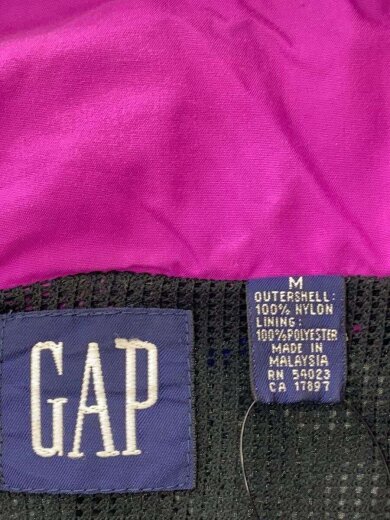 GAP
M
OUTERSHELL:
100% NYLON
LINING:
100%POLYESTER
MADE IN
MALAYSIA
RN 54023
CA 17897